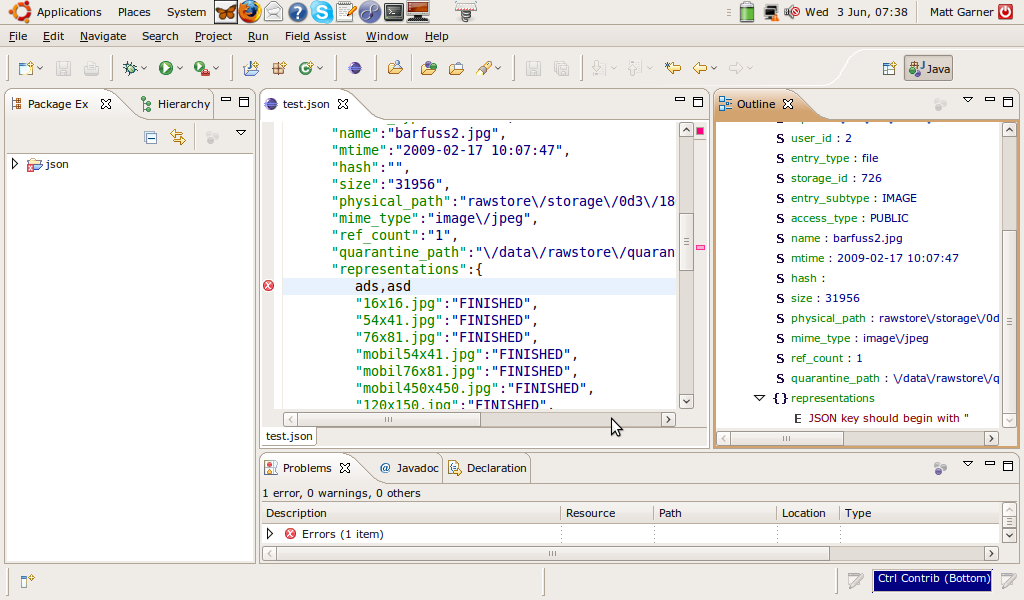 Applications Places System Wed 3 Jun, 07:38 Matt Garner
File Edit Navigate Search Project Run Field Assist Window Help
Java
Package Ex Hierarchy
json
test.json
"name":"barfuss2.jpg",
"mtime":"2009-02-17 10:07:47",
"hash":"",
"size":"31956",
"physical_path":"rawstore\/storage\/0d3\/18
"mime_type":"image\/jpeg",
"ref_count":"1",
"quarantine_path":"\/data\/rawstore\/quaran
"representations":{
ads,asd
"16x16.jpg":"FINISHED",
"54x41.jpg":"FINISHED",
"76x81.jpg":"FINISHED",
"mobil54x41.jpg":"FINISHED",
"mobil76x81.jpg":"FINISHED",
"mobil450x450.jpg":"FINISHED",
"120x150.jpg":"FINISHED",
test.json
Outline
S user_id : 2
S entry_type : file
S storage_id : 726
S entry_subtype : IMAGE
S access_type : PUBLIC
S name : barfuss2.jpg
S mtime : 2009-02-17 10:07:47
S hash :
S size : 31956
S physical_path : rawstore\/storage\/0d
S mime_type : image\/jpeg
S ref_count : 1
S quarantine_path : \/data\/rawstore\/q
{} representations
E JSON key should begin with "
Problems @ Javadoc Declaration
1 error, 0 warnings, 0 others
Description Resource Path Location Type
Errors (1 item)
Ctrl Contrib (Bottom)